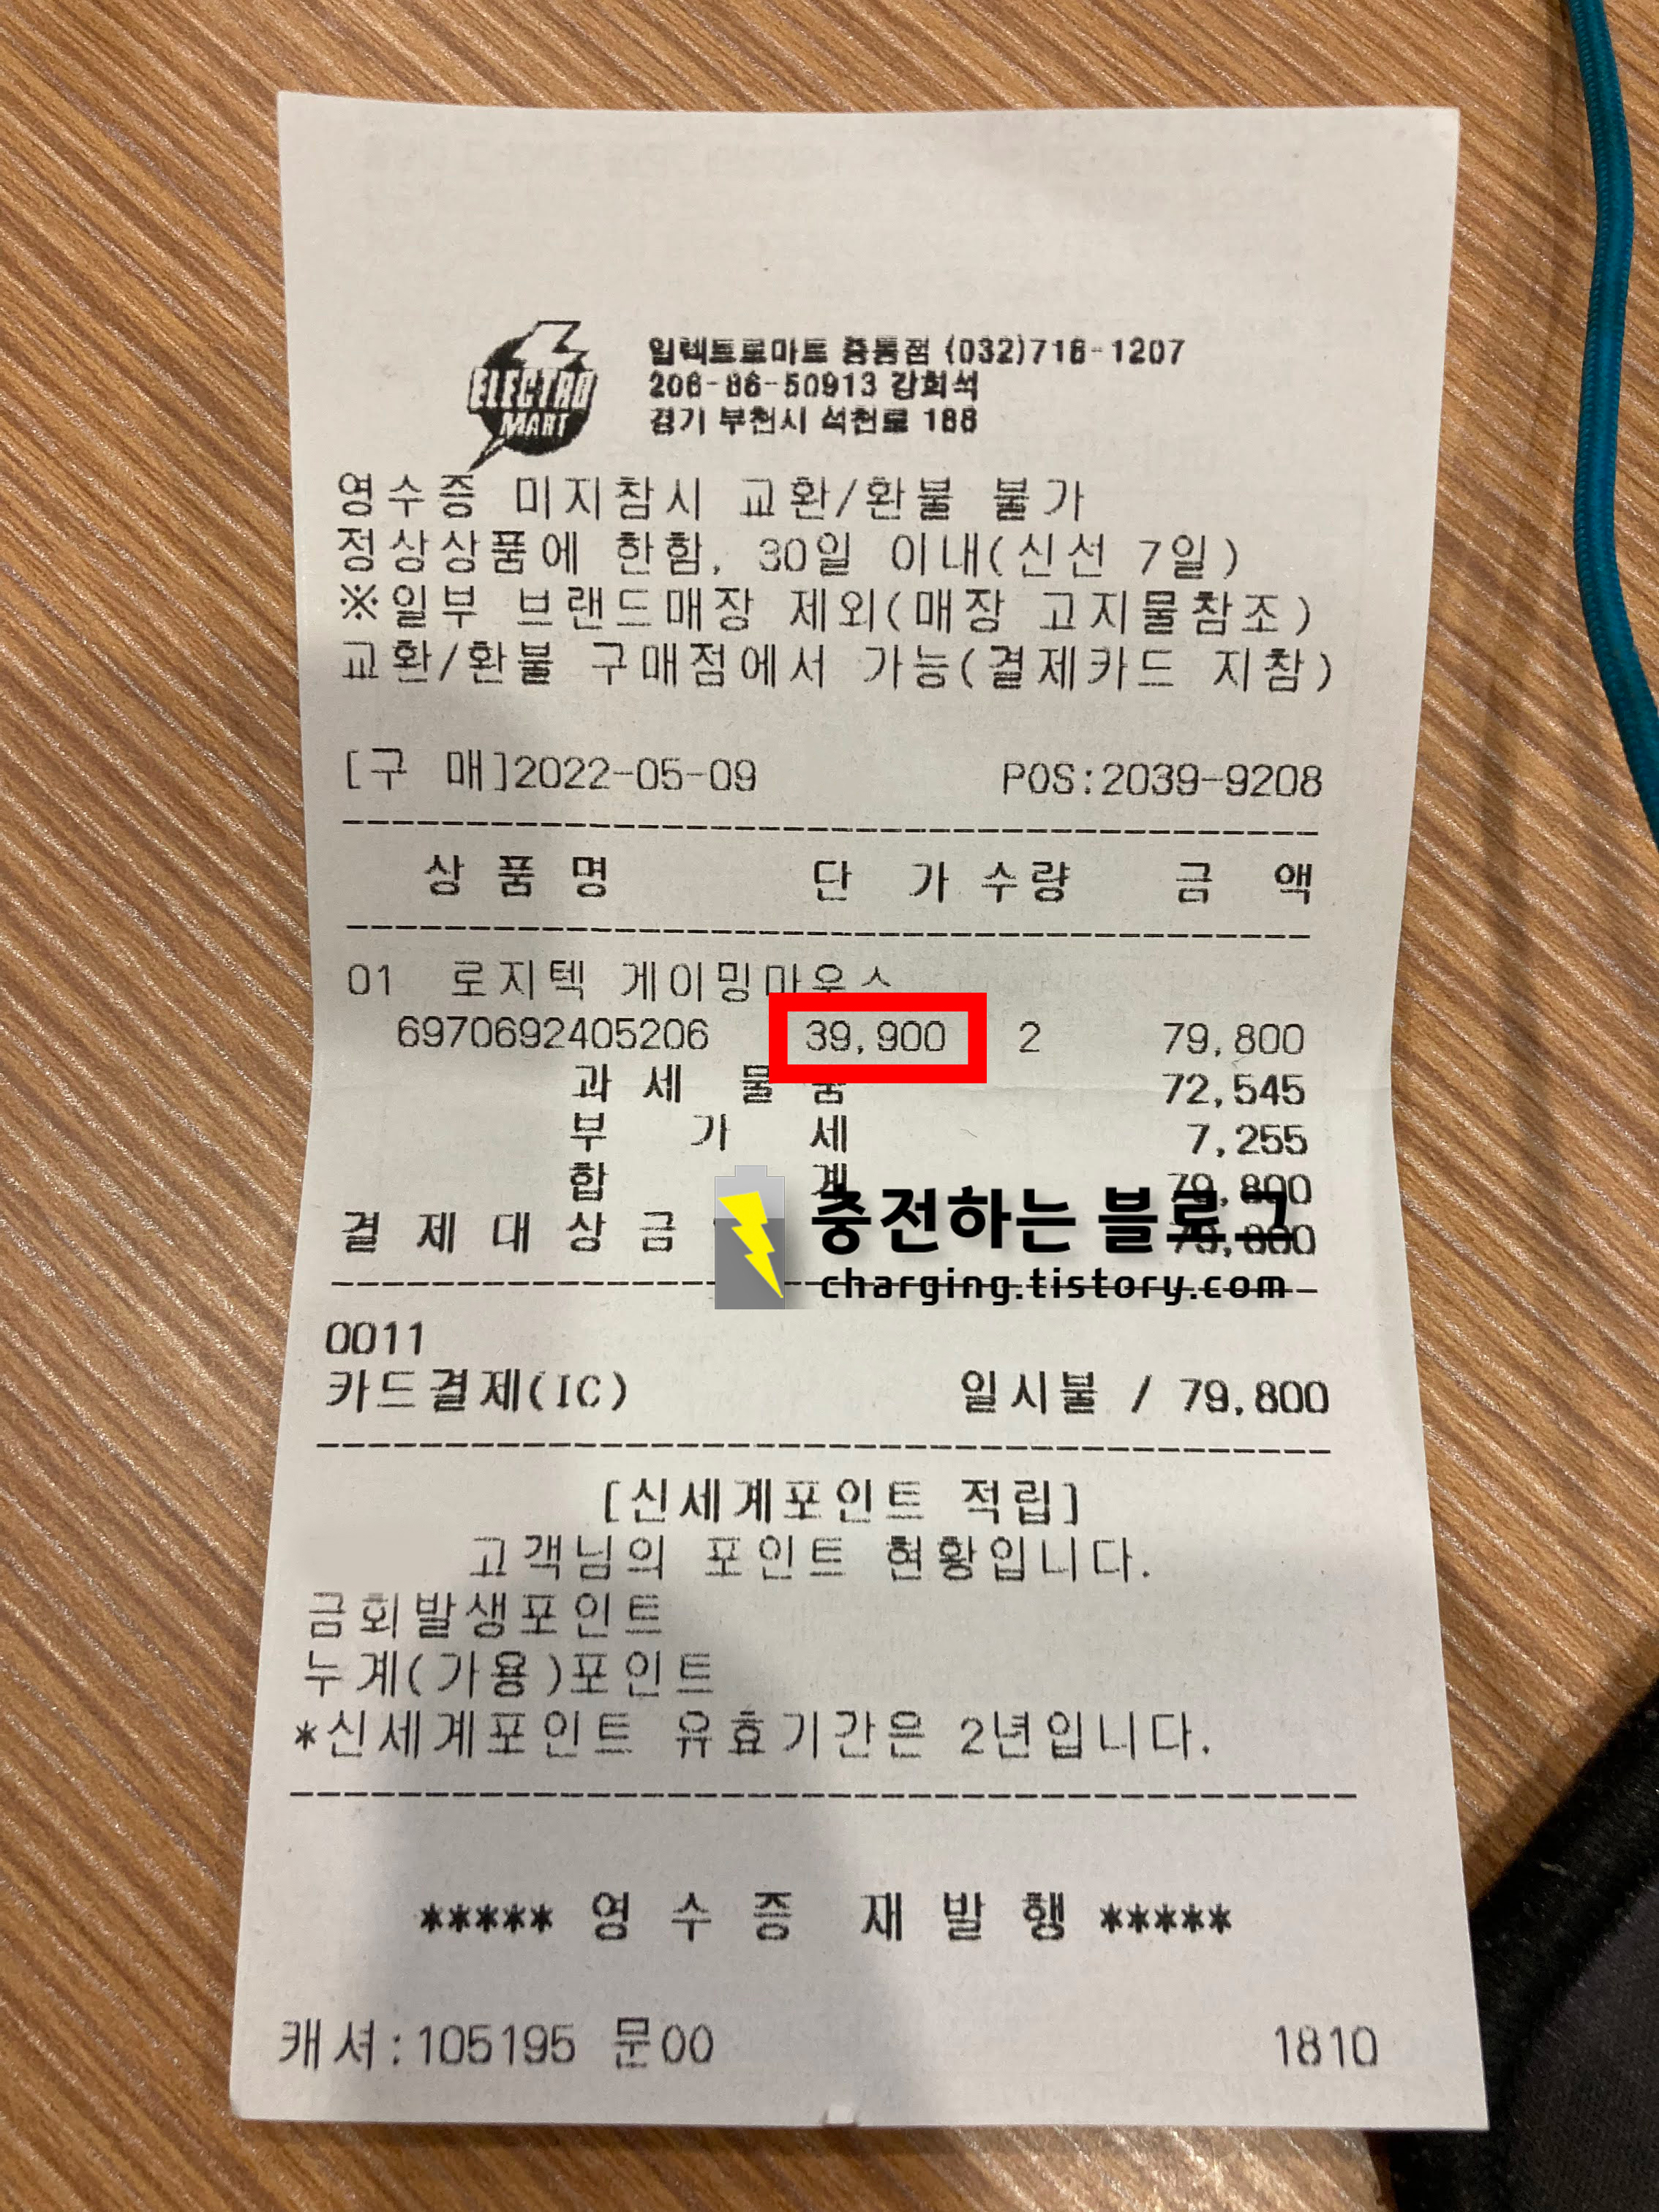 ELECTRO
MART
일렉트로마트 중동점 (032)718-1207
206-86-50913 강희석
경기 부천시 석천로 188
영수증 미지참시 교환/환불 불가
정상상품에 한함, 30일 이내(신선 7일)
※일부 브랜드매장 제외(매장 고지물참조)
교환/환불 구매점에서 가능(결제카드 지참)
[구 매]2022-05-09 POS:2039-9208
상 품 명 단 가 수량 금 액
01 로지텍 게이밍마우스
6970692405206 39,900 2 79,800
과 세 물 품 72,545
부 가 세 7,255
합 계 79,800
결 제 대 상 금 79,800
충전하는 블로그
charging.tistory.com
0011
카드결제(IC) 일시불 / 79,800
[신세계포인트 적립]
고객님의 포인트 현황입니다.
금회발생포인트
누계(가용)포인트
*신세계포인트 유효기간은 2년입니다.
***** 영 수 증 재 발 행 *****
캐셔:105195 문00 1810